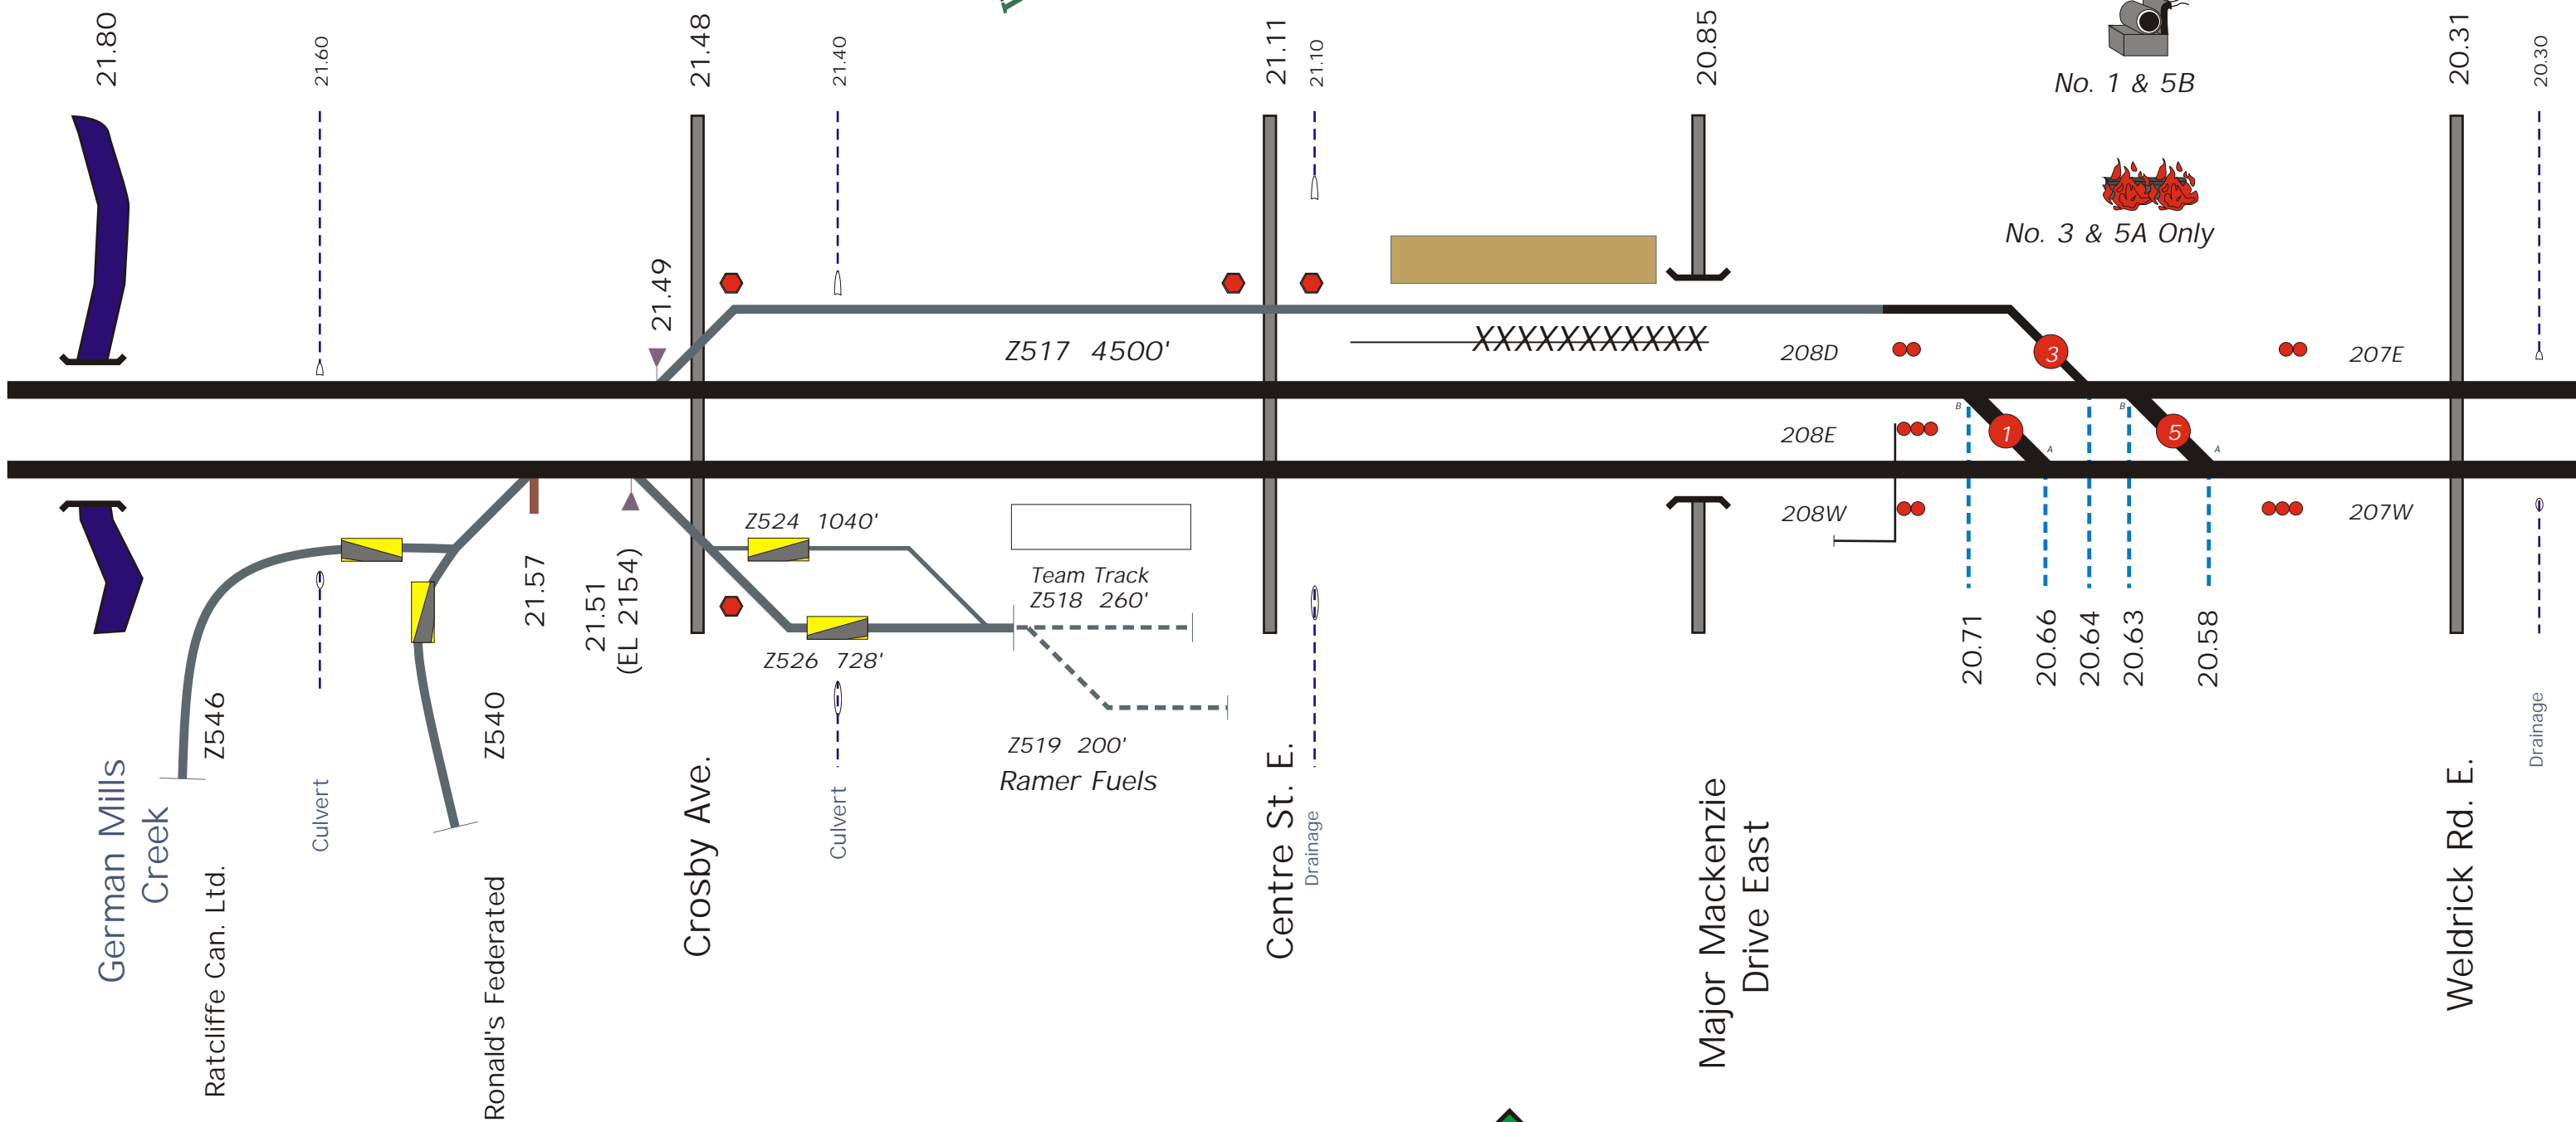 21.80
21.60
21.48
21.40
21.11
21.10
20.85
No. 1 & 5B
20.31
20.30
No. 3 & 5A Only
21.49
Z517 4500'
XXXXXXXXXXX
208D
3
207E
B
B
208E
1
5
A
A
Z524 1040'
208W
207W
21.57
21.51
(EL 2154)
Team Track
Z518 260'
Z526 728'
20.71
20.66
20.64
20.63
20.58
Z546
Z540
Z519 200'
Ramer Fuels
German Mills
Creek
Ratcliffe Can. Ltd.
Culvert
Ronald's Federated
Crosby Ave.
Culvert
Centre St. E.
Drainage
Major Mackenzie
Drive East
Weldrick Rd. E.
Drainage